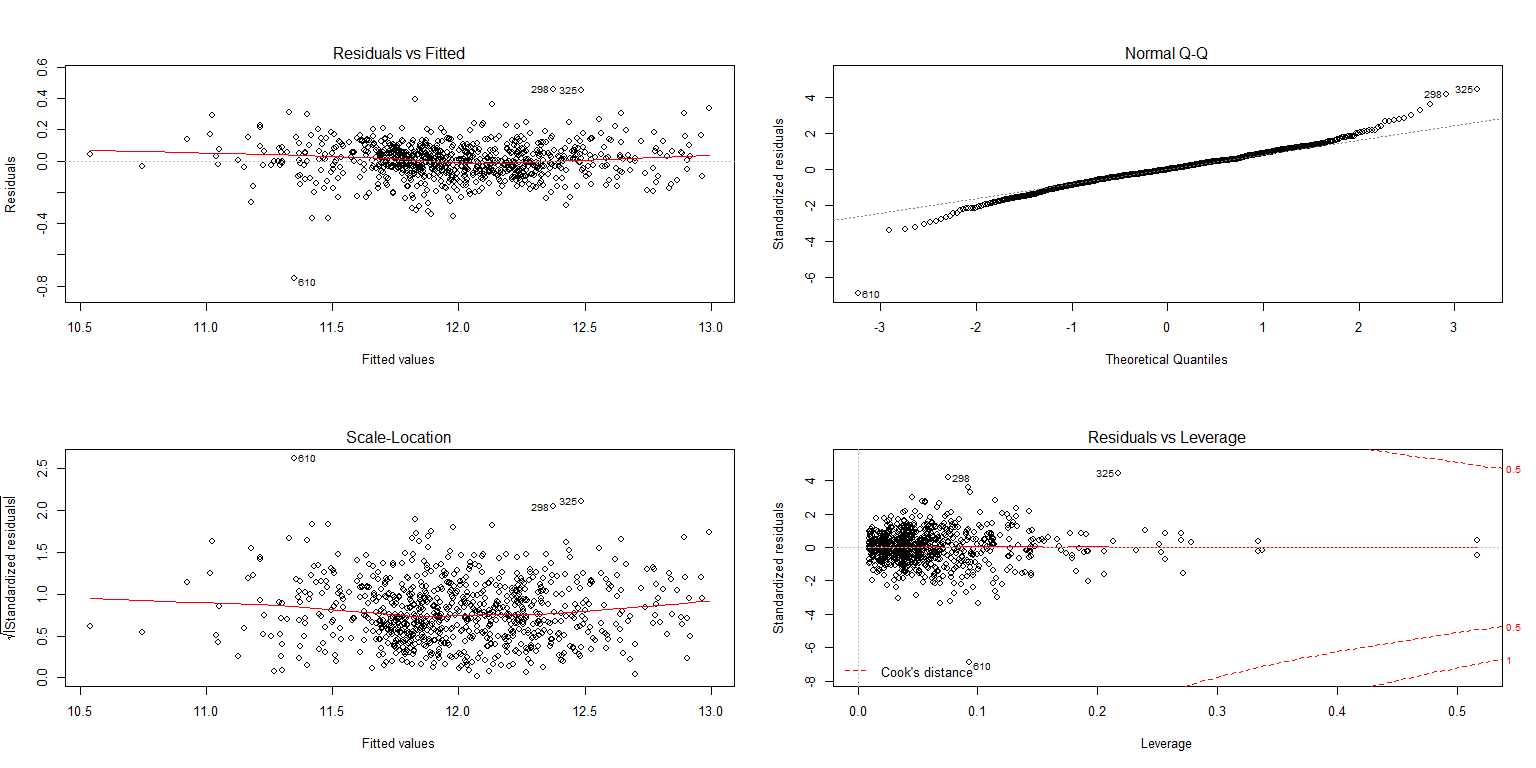 Residuals vs Fitted
Residuals
0.6
0.4
0.2
0.0
-0.4
-0.8
298
325
610
10.5 11.0 11.5 12.0 12.5 13.0
Fitted values
Normal Q-Q
Standardized residuals
4
2
0
-2
-4
-6
298
325
610
-3 -2 -1 0 1 2 3
Theoretical Quantiles
Scale-Location
√|Standardized residuals|
2.5
2.0
1.5
1.0
0.5
0.0
610
298
325
10.5 11.0 11.5 12.0 12.5 13.0
Fitted values
Residuals vs Leverage
Standardized residuals
4
2
0
-2
-4
-6
-8
298
325
610
0.5
0.5
1
Cook's distance
0.0 0.1 0.2 0.3 0.4 0.5
Leverage